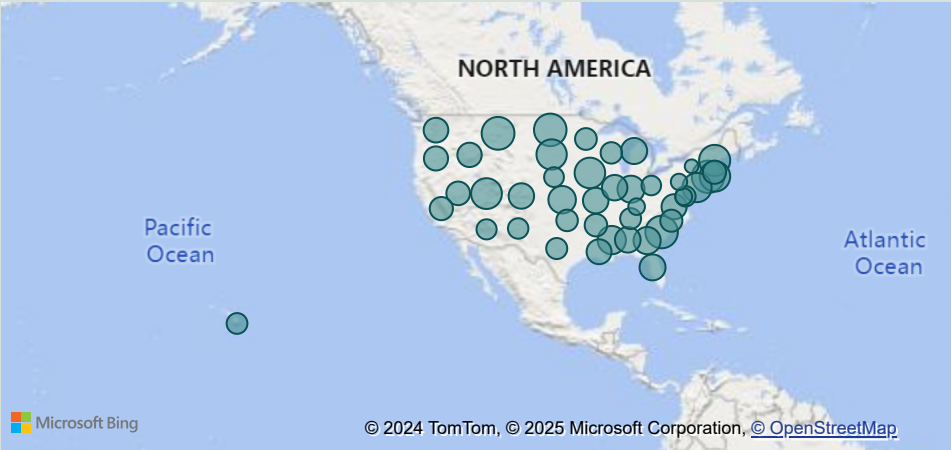 NORTH AMERICA
Pacific
Ocean
Atlantic
Ocean
Microsoft Bing
© 2024 TomTom, © 2025 Microsoft Corporation, © OpenStreetMap